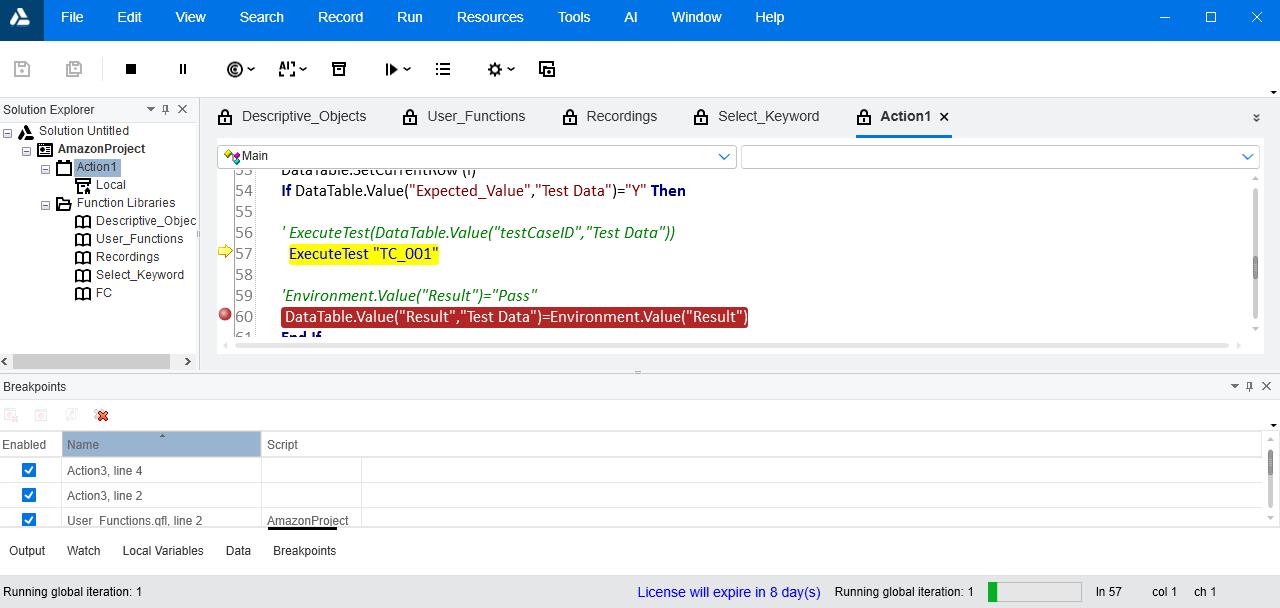 File Edit View Search Record Run Resources Tools AI Window Help
AI
Solution Explorer
Solution Untitled
AmazonProject
Action1
Local
Function Libraries
Descriptive_Objec
User_Functions
Recordings
Select_Keyword
FC
Descriptive_Objects User_Functions Recordings Select_Keyword Action1
Main
53 DataTable.SetCurrentRow (i)
54 If DataTable.Value("Expected_Value","Test Data")="Y" Then
55
56 ' ExecuteTest(DataTable.Value("testCaseID","Test Data"))
57 ExecuteTest "TC_001"
58
59 'Environment.Value("Result")="Pass"
60 DataTable.Value("Result","Test Data")=Environment.Value("Result")
61 End If
Breakpoints
Enabled Name Script
Action3, line 4
Action3, line 2
User_Functions.qfl, line 2 AmazonProject
Output Watch Local Variables Data Breakpoints
Running global iteration: 1 License will expire in 8 day(s) Running global iteration: 1 ln 57 col 1 ch 1